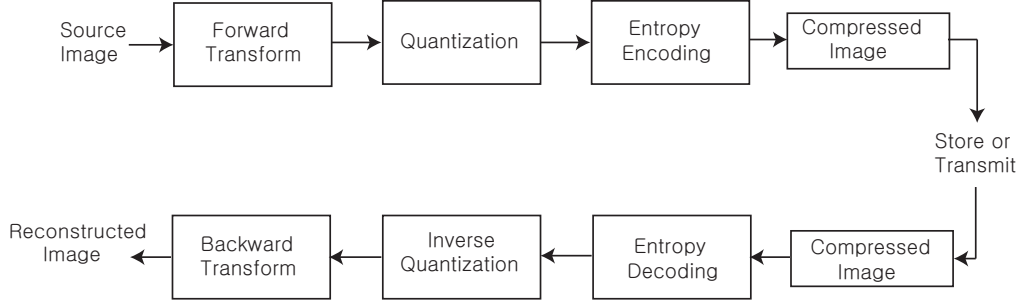 Source
Image
Forward
Transform
Quantization
Entropy
Encoding
Compressed
Image
Store or
Transmit
Reconstructed
Image
Backward
Transform
Inverse
Quantization
Entropy
Decoding
Compressed
Image